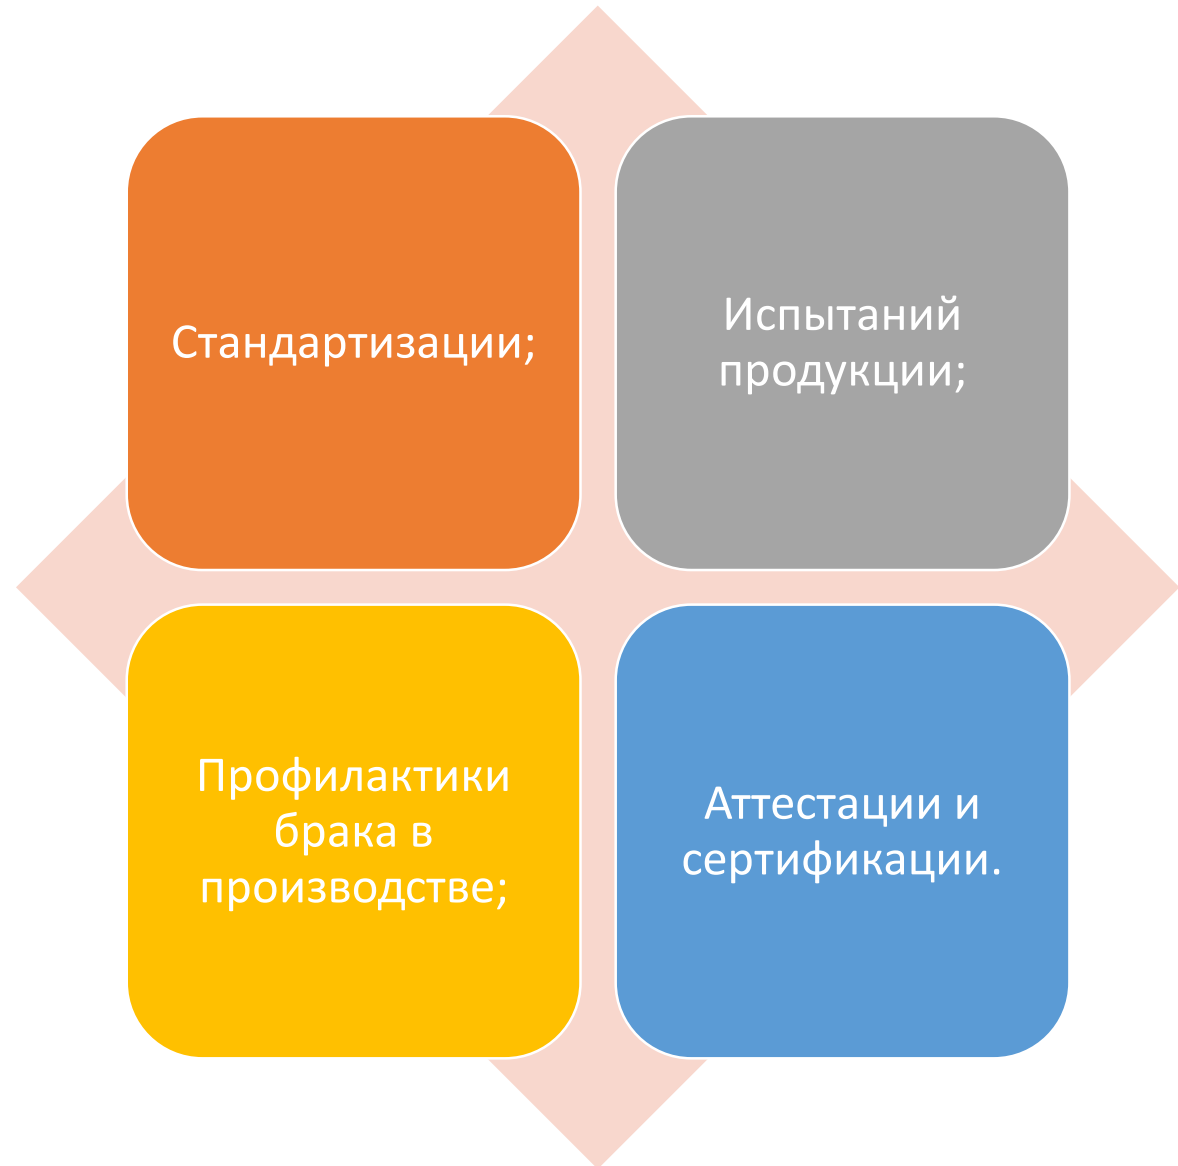 Стандартизации;
Испытаний
продукции;
Профилактики
брака в
производстве;
Аттестации и
сертификации.